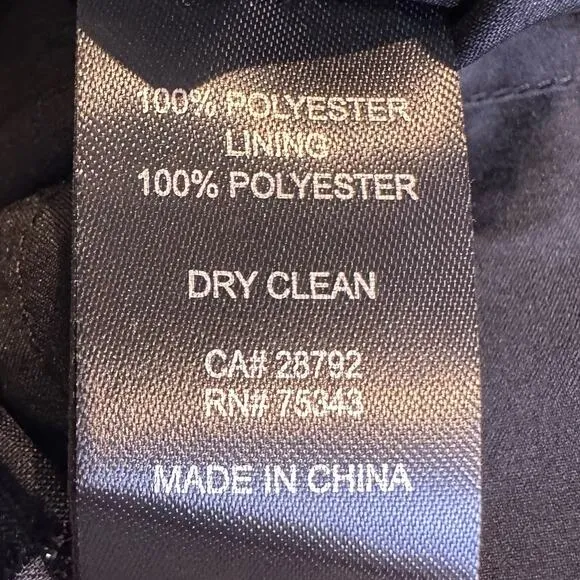 100% POLYESTER
LINING
100% POLYESTER
DRY CLEAN
CA# 28792
RN# 75343
MADE IN CHINA